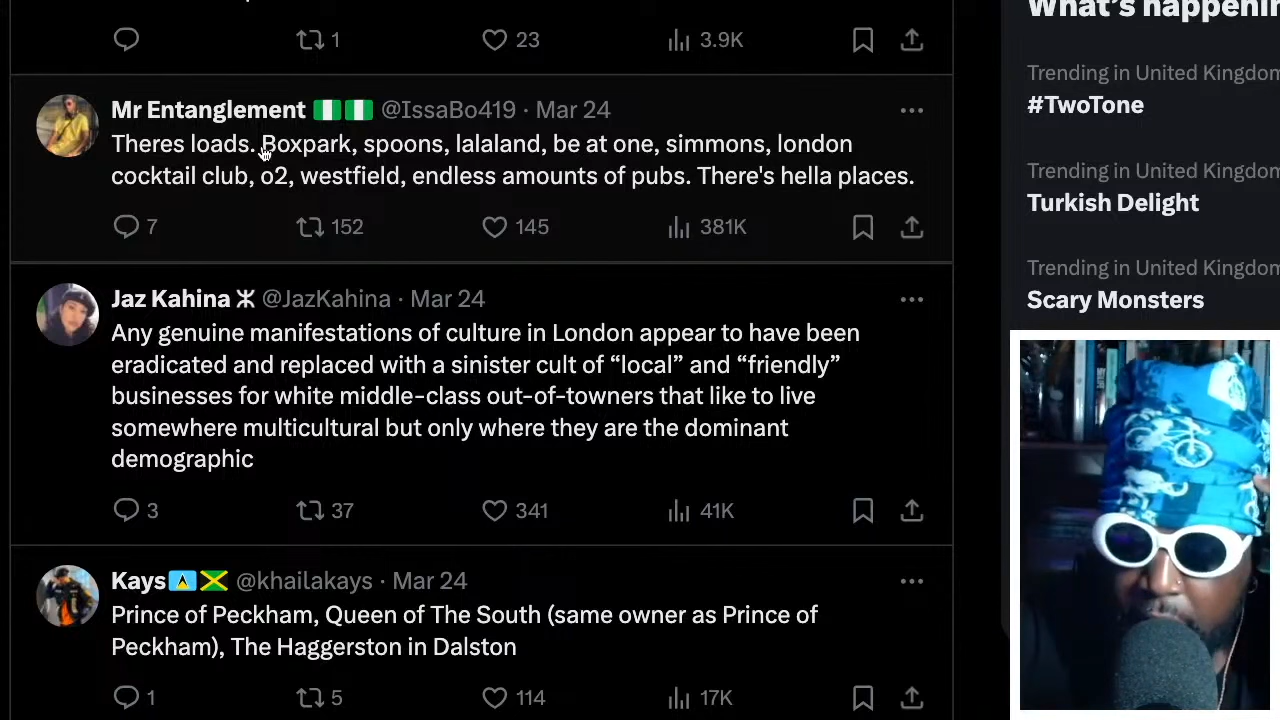 1 23 3.9K
Mr Entanglement 🇳🇬🇳🇬 @IssaBo419 · Mar 24
Theres loads. Boxpark, spoons, lalaland, be at one, simmons, london
cocktail club, o2, westfield, endless amounts of pubs. There's hella places.
7 152 145 381K
Jaz Kahina ⵣ @JazKahina · Mar 24
Any genuine manifestations of culture in London appear to have been
eradicated and replaced with a sinister cult of “local” and “friendly”
businesses for white middle-class out-of-towners that like to live
somewhere multicultural but only where they are the dominant
demographic
3 37 341 41K
Kays🇱🇨🇯🇲 @khailakays · Mar 24
Prince of Peckham, Queen of The South (same owner as Prince of
Peckham), The Haggerston in Dalston
1 5 114 17K
What's happenin
Trending in United Kingdom
#TwoTone
Trending in United Kingdom
Turkish Delight
Trending in United Kingdom
Scary Monsters